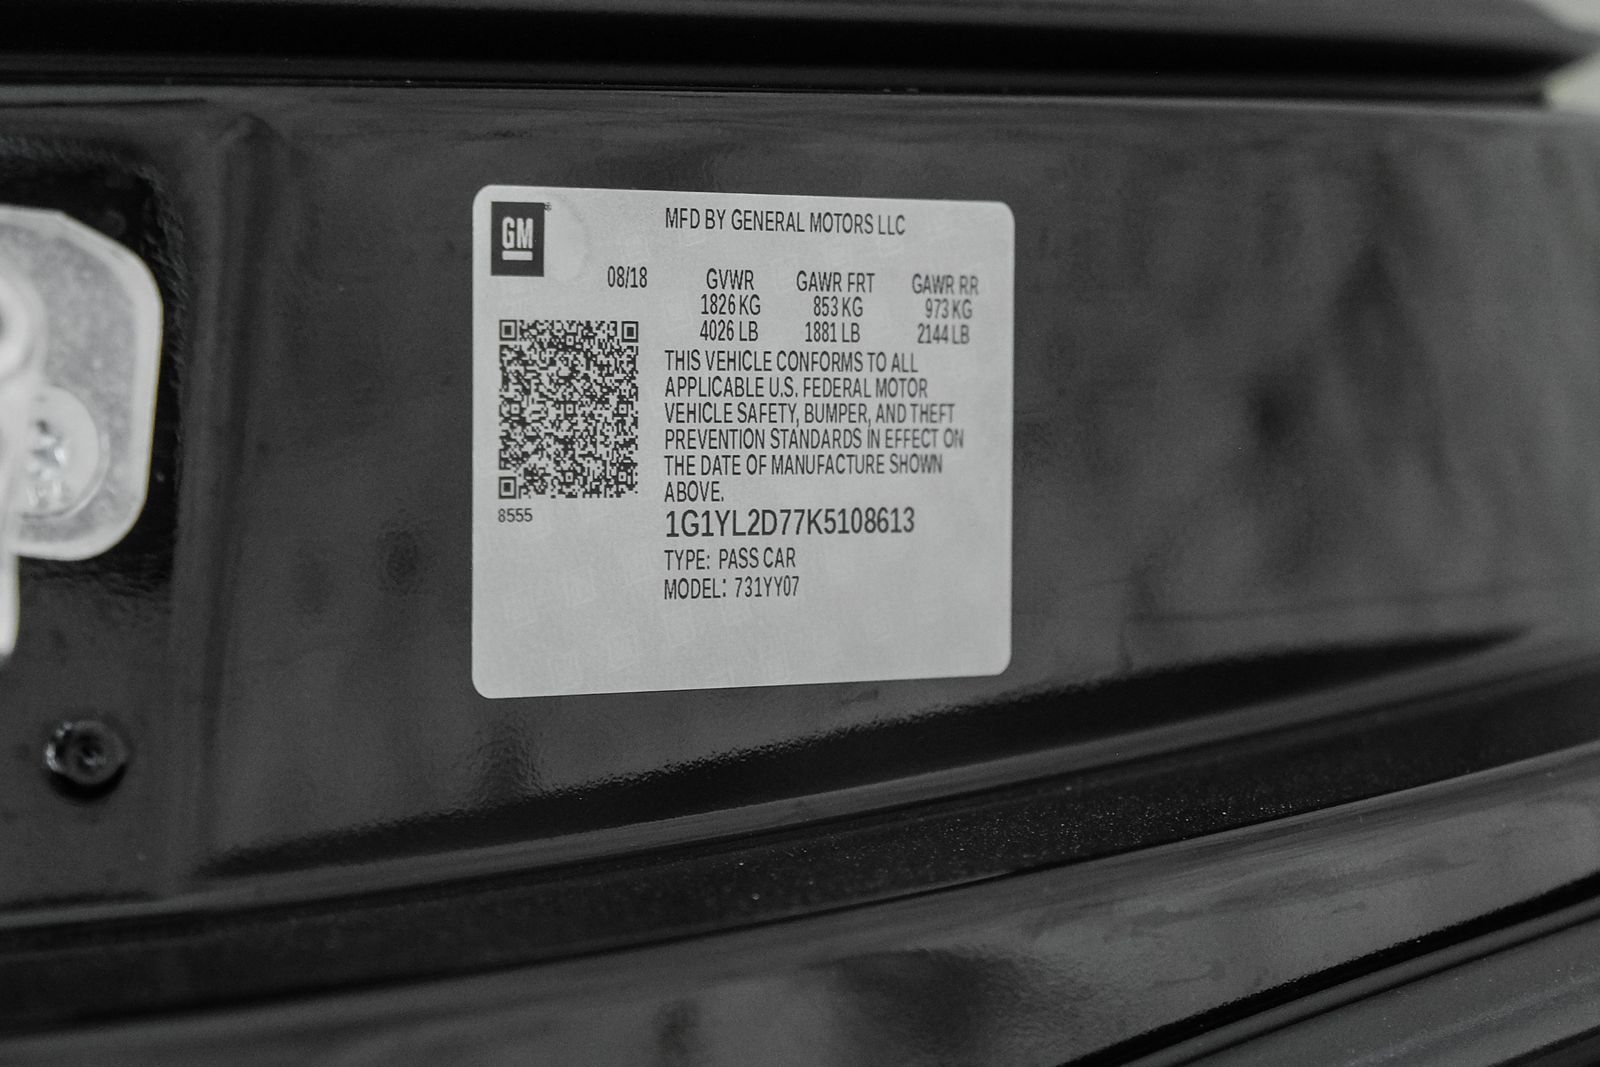 GM
MFD BY GENERAL MOTORS LLC
08/18 GVWR GAWR FRT GAWR RR
1826 KG 853 KG 973 KG
4026 LB 1881 LB 2144 LB
THIS VEHICLE CONFORMS TO ALL
APPLICABLE U.S. FEDERAL MOTOR
VEHICLE SAFETY, BUMPER, AND THEFT
PREVENTION STANDARDS IN EFFECT ON
THE DATE OF MANUFACTURE SHOWN
ABOVE.
8555
1G1YL2D77K5108613
TYPE: PASS CAR
MODEL: 731YY07